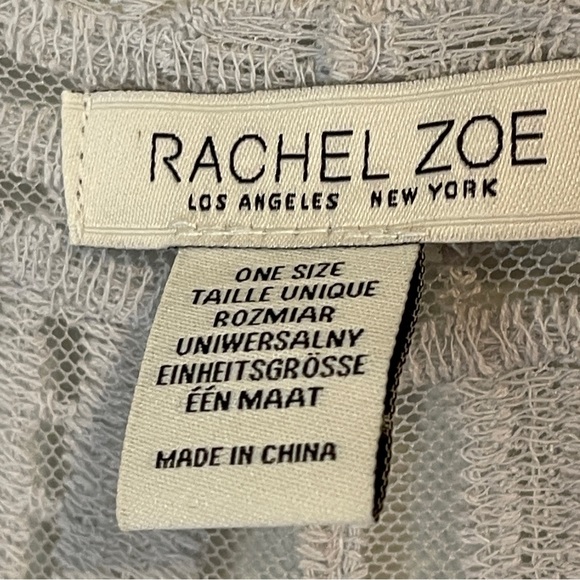 RACHEL ZOE
LOS ANGELES NEW YORK
ONE SIZE
TAILLE UNIQUE
ROZMIAR
UNIWERSALNY
EINHEITSGRÖSSE
ÉÉN MAAT
MADE IN CHINA